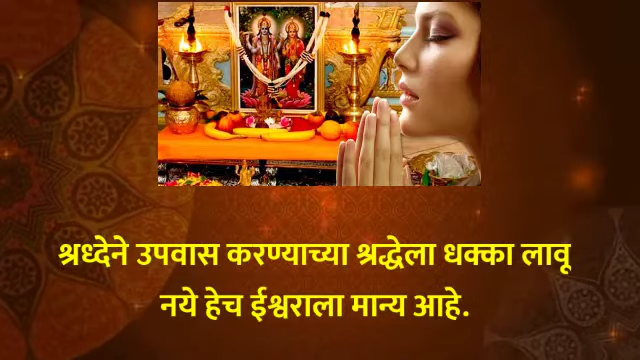 श्रध्देने उपवास करण्याच्या श्रद्धेला धक्का लावू
नये हेच ईश्वराला मान्य आहे.